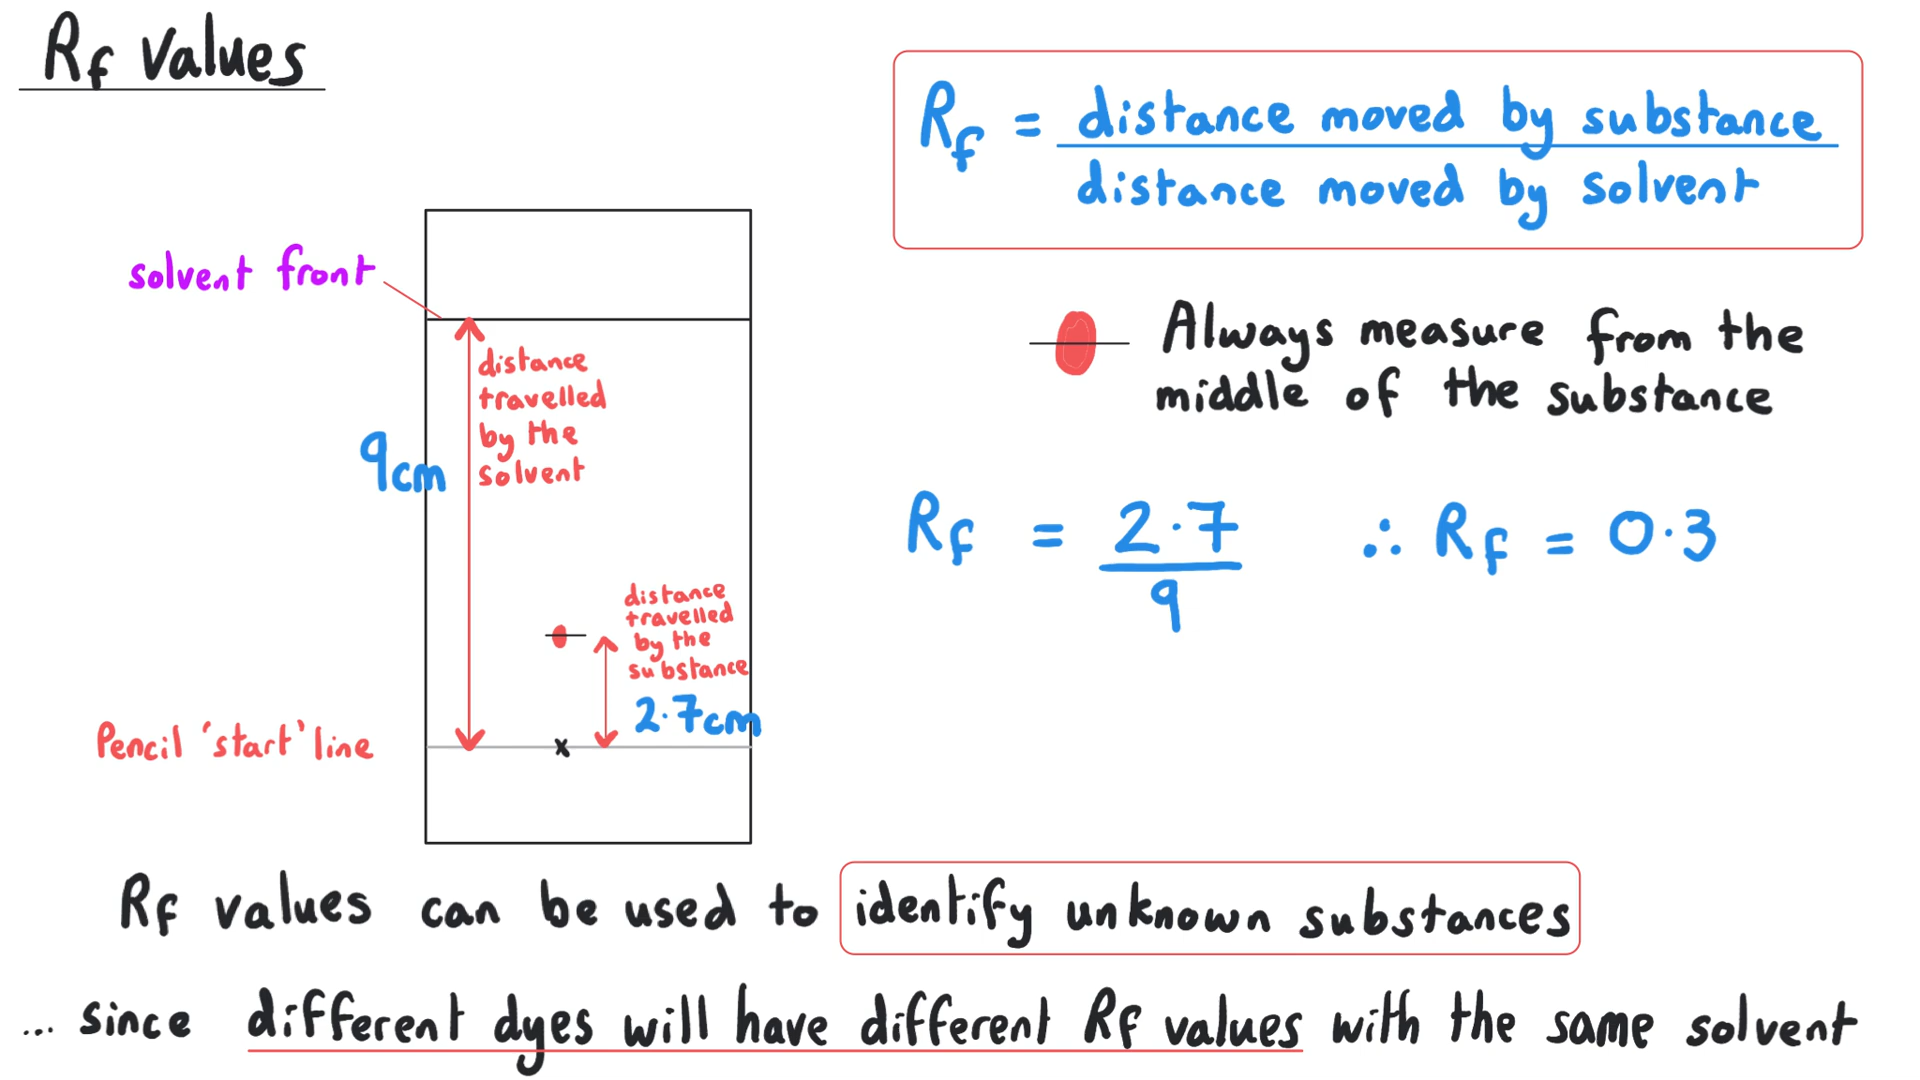 Rf values
Rf = distance moved by substance
distance moved by solvent
solvent front
Always measure from the
middle of the substance
distance
travelled
by the
solvent
9cm
Rf = 2.7
9
∴ Rf = 0.3
distance
travelled
by the
substance
2.7cm
Pencil 'start' line
x
Rf values can be used to identify unknown substances
... since different dyes will have different Rf values with the same solvent